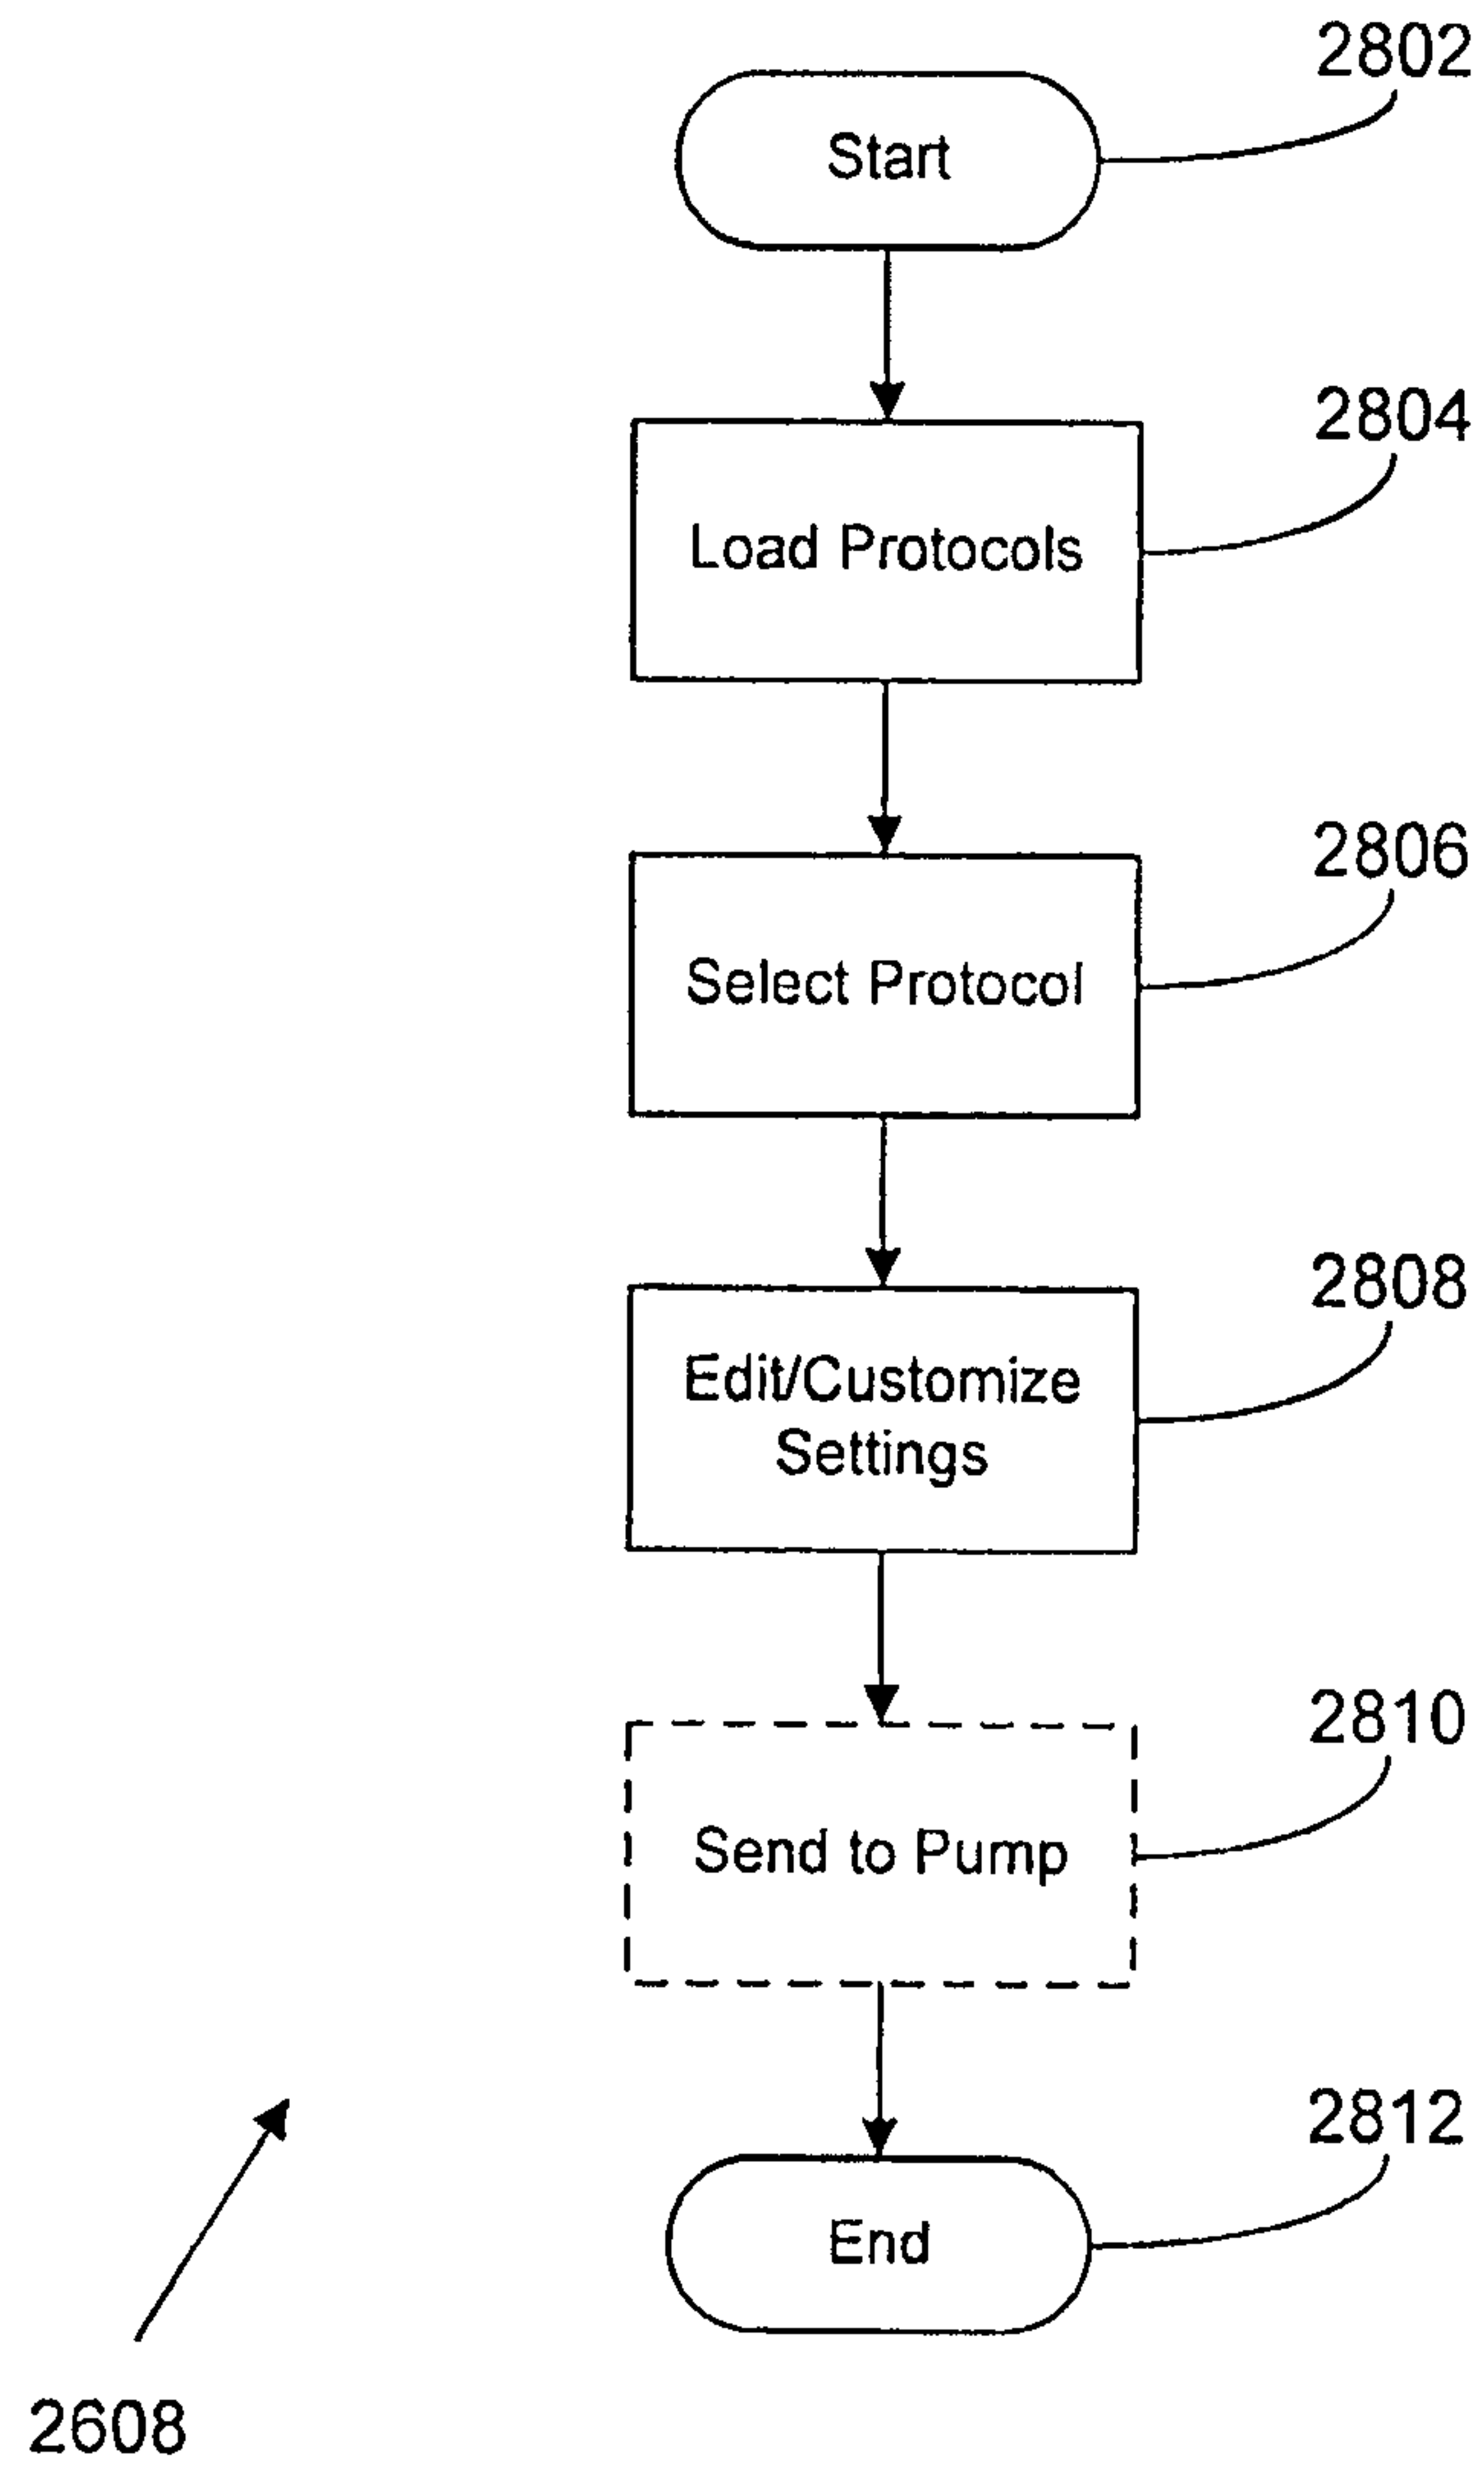 2802
Start
2804
Load Protocols
2806
Select Protocol
2808
Edit/Customize
Settings
2810
Send to Pump
2812
End
2608